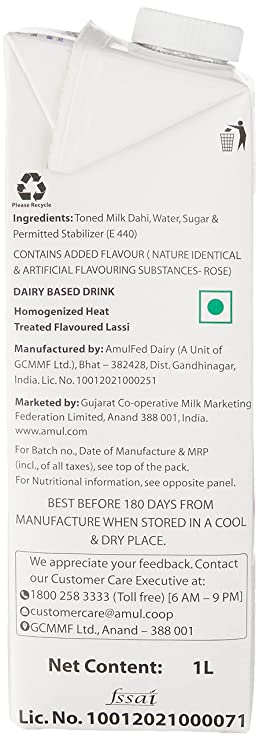 Please Recycle
Ingredients: Toned Milk Dahi, Water, Sugar &
Permitted Stabilizer (E 440)
CONTAINS ADDED FLAVOUR ( NATURE IDENTICAL
& ARTIFICIAL FLAVOURING SUBSTANCES- ROSE)
DAIRY BASED DRINK
Homogenized Heat
Treated Flavoured Lassi
Manufactured by: AmulFed Dairy (A Unit of
GCMMF Ltd.), Bhat – 382428, Dist. Gandhinagar,
India. Lic. No. 10012021000251
Marketed by: Gujarat Co-operative Milk Marketing
Federation Limited, Anand 388 001, India.
www.amul.com
For Batch no., Date of Manufacture & MRP
(incl., of all taxes), see top of the pack.
For Nutritional information, see opposite panel.
BEST BEFORE 180 DAYS FROM
MANUFACTURE WHEN STORED IN A COOL
& DRY PLACE.
We appreciate your feedback. Contact
our Customer Care Executive at:
1800 258 3333 (Toll free) [6 AM – 9 PM]
customercare@amul.coop
GCMMF Ltd., Anand – 388 001
Net Content: 1L
fssai
Lic. No. 10012021000071